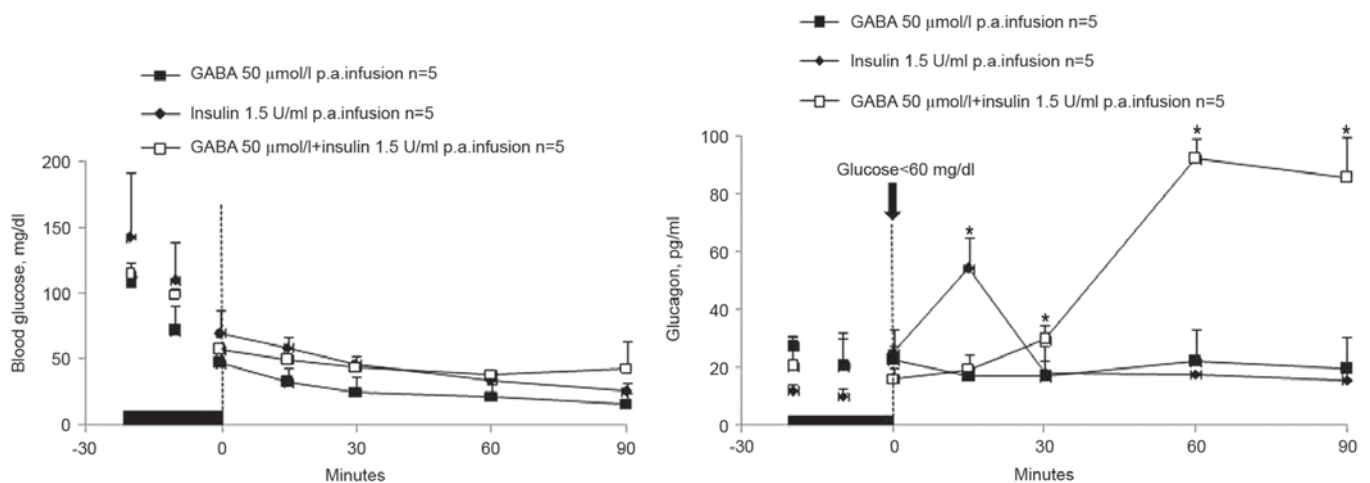 GABA 50 μmol/l p.a.infusion n=5
Insulin 1.5 U/ml p.a.infusion n=5
GABA 50 μmol/l+insulin 1.5 U/ml p.a.infusion n=5
Blood glucose, mg/dl
200
150
100
50
0
-30
0
30
60
90
Minutes
GABA 50 μmol/l p.a.infusion n=5
Insulin 1.5 U/ml p.a.infusion n=5
GABA 50 μmol/l+insulin 1.5 U/ml p.a.infusion n=5
Glucagon, pg/ml
100
80
60
40
20
0
Glucose<60 mg/dl
*
*
*
*
-30
0
30
60
90
Minutes